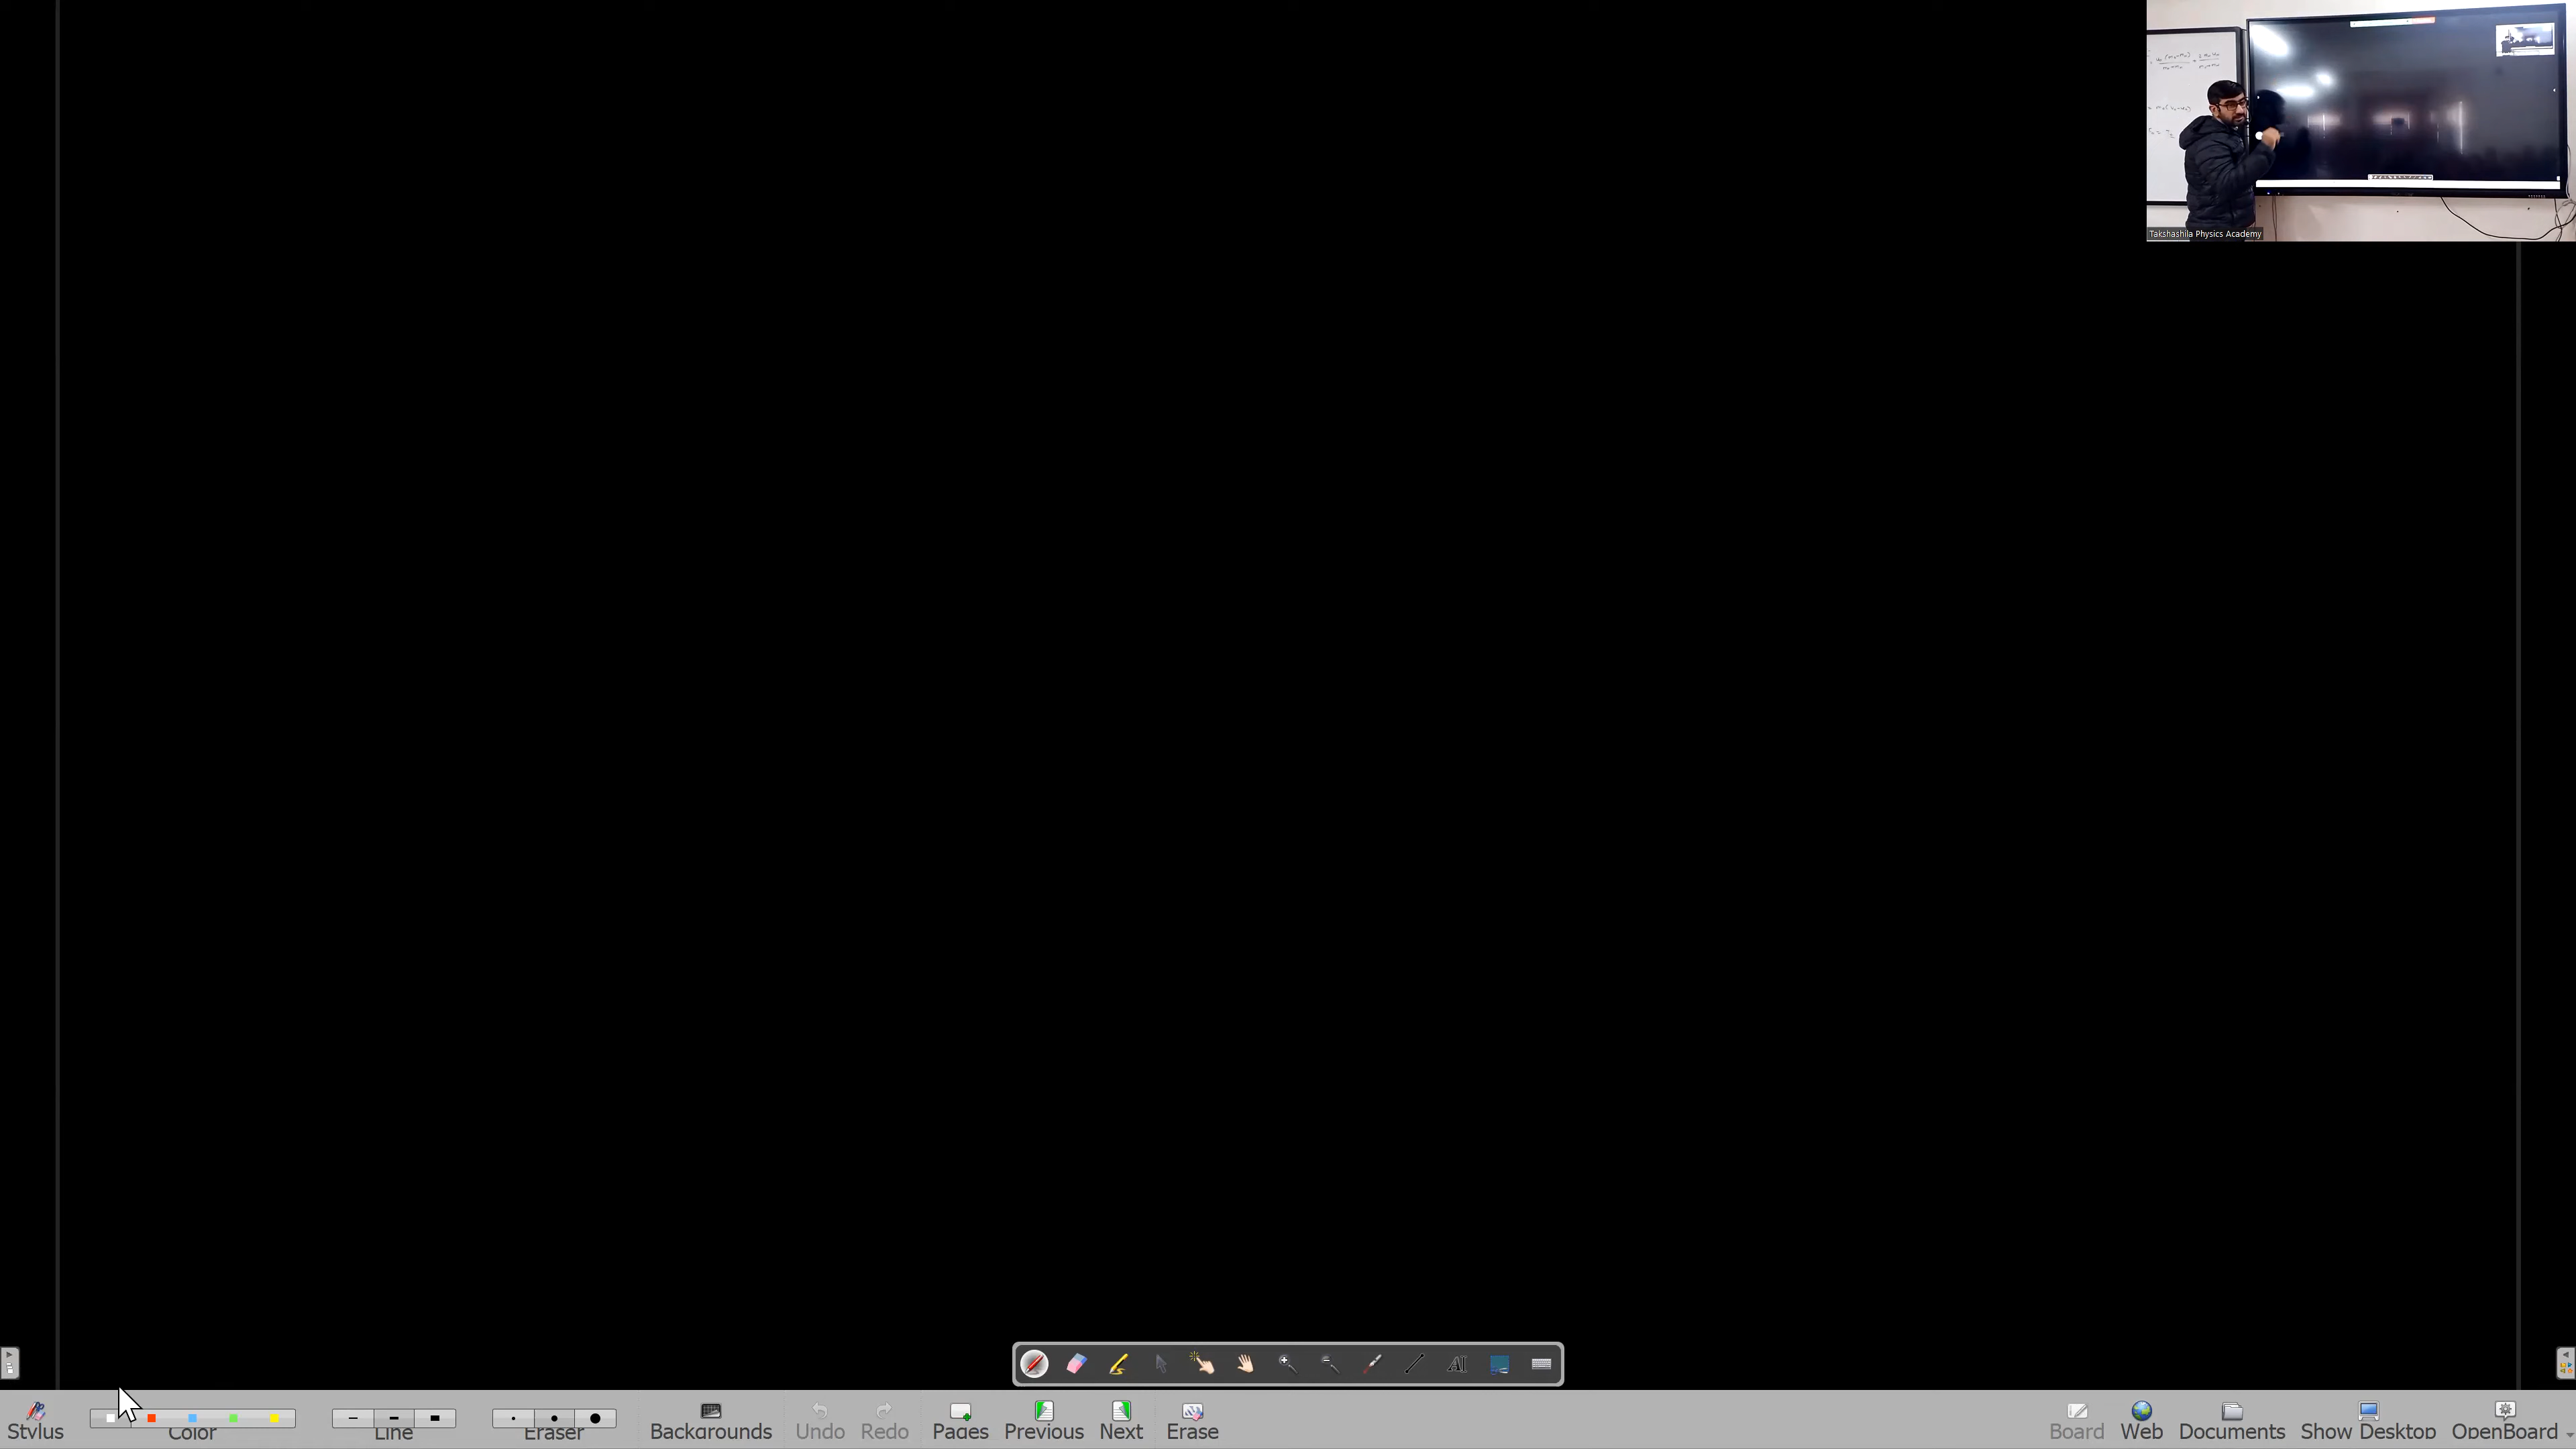 Takshashila Physics Academy
Stylus
Color
Line
Eraser
Backgrounds
Undo
Redo
Pages
Previous
Next
Erase
Board
Web
Documents
Show Desktop
OpenBoard